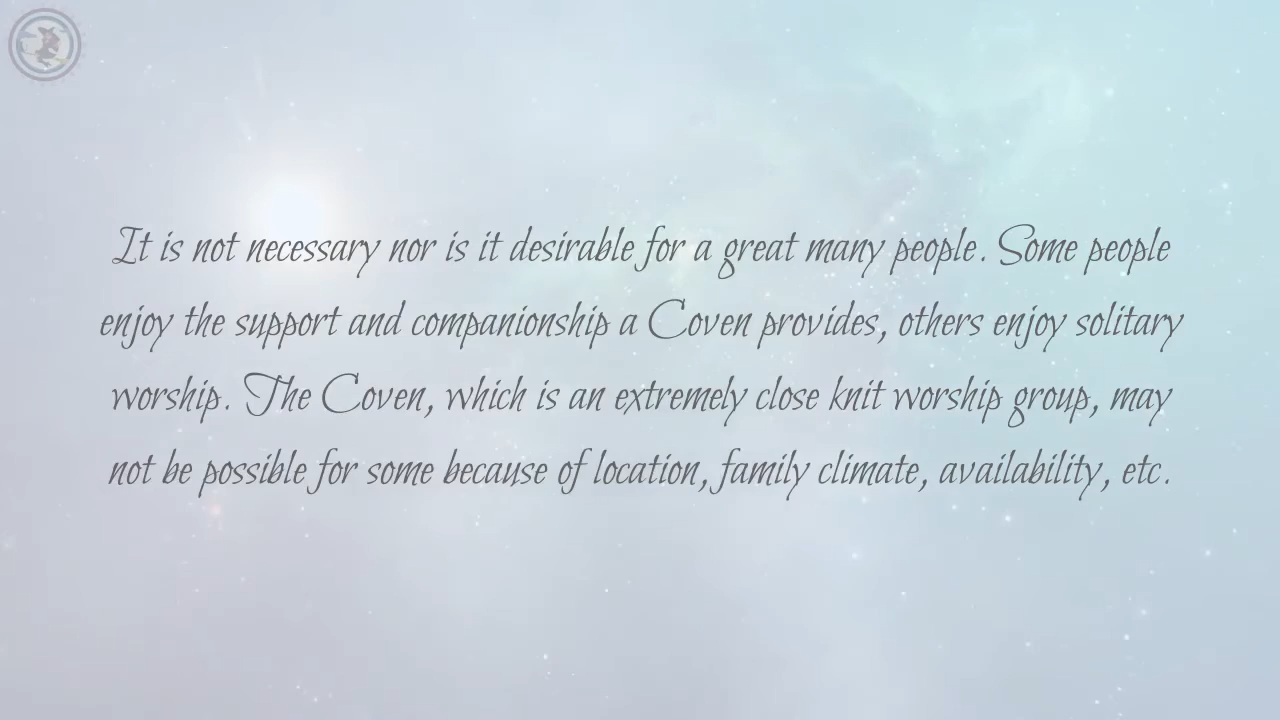 It is not necessary nor is it desirable for a great many people. Some people
enjoy the support and companionship a Coven provides, others enjoy solitary
worship. The Coven, which is an extremely close knit worship group, may
not be possible for some because of location, family climate, availability, etc.